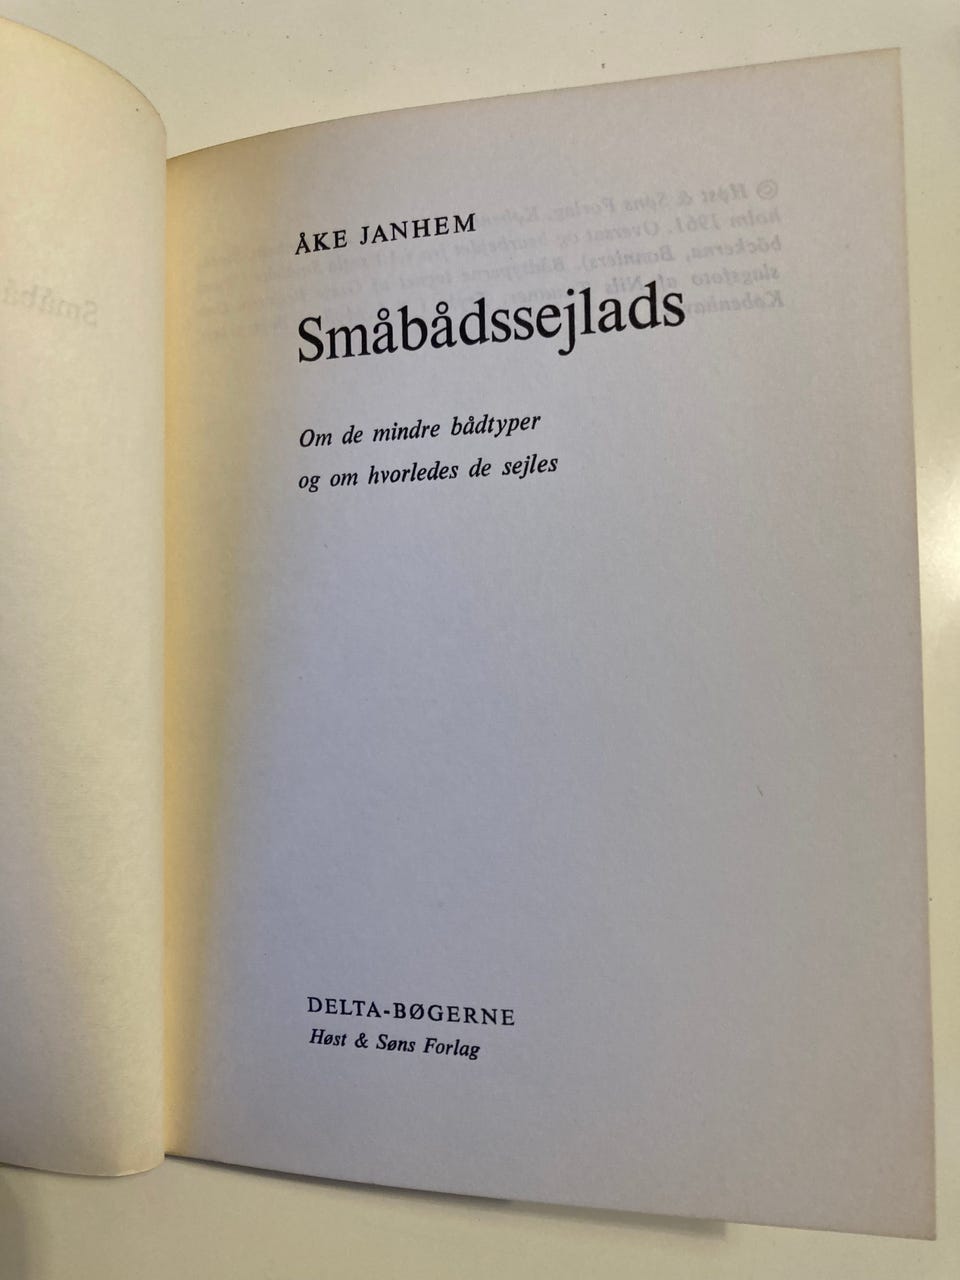 ÅKE JANHEM
Småbådssejlads
Om de mindre bådtyper
og om hvorledes de sejles
DELTA-BØGERNE
Høst & Søns Forlag